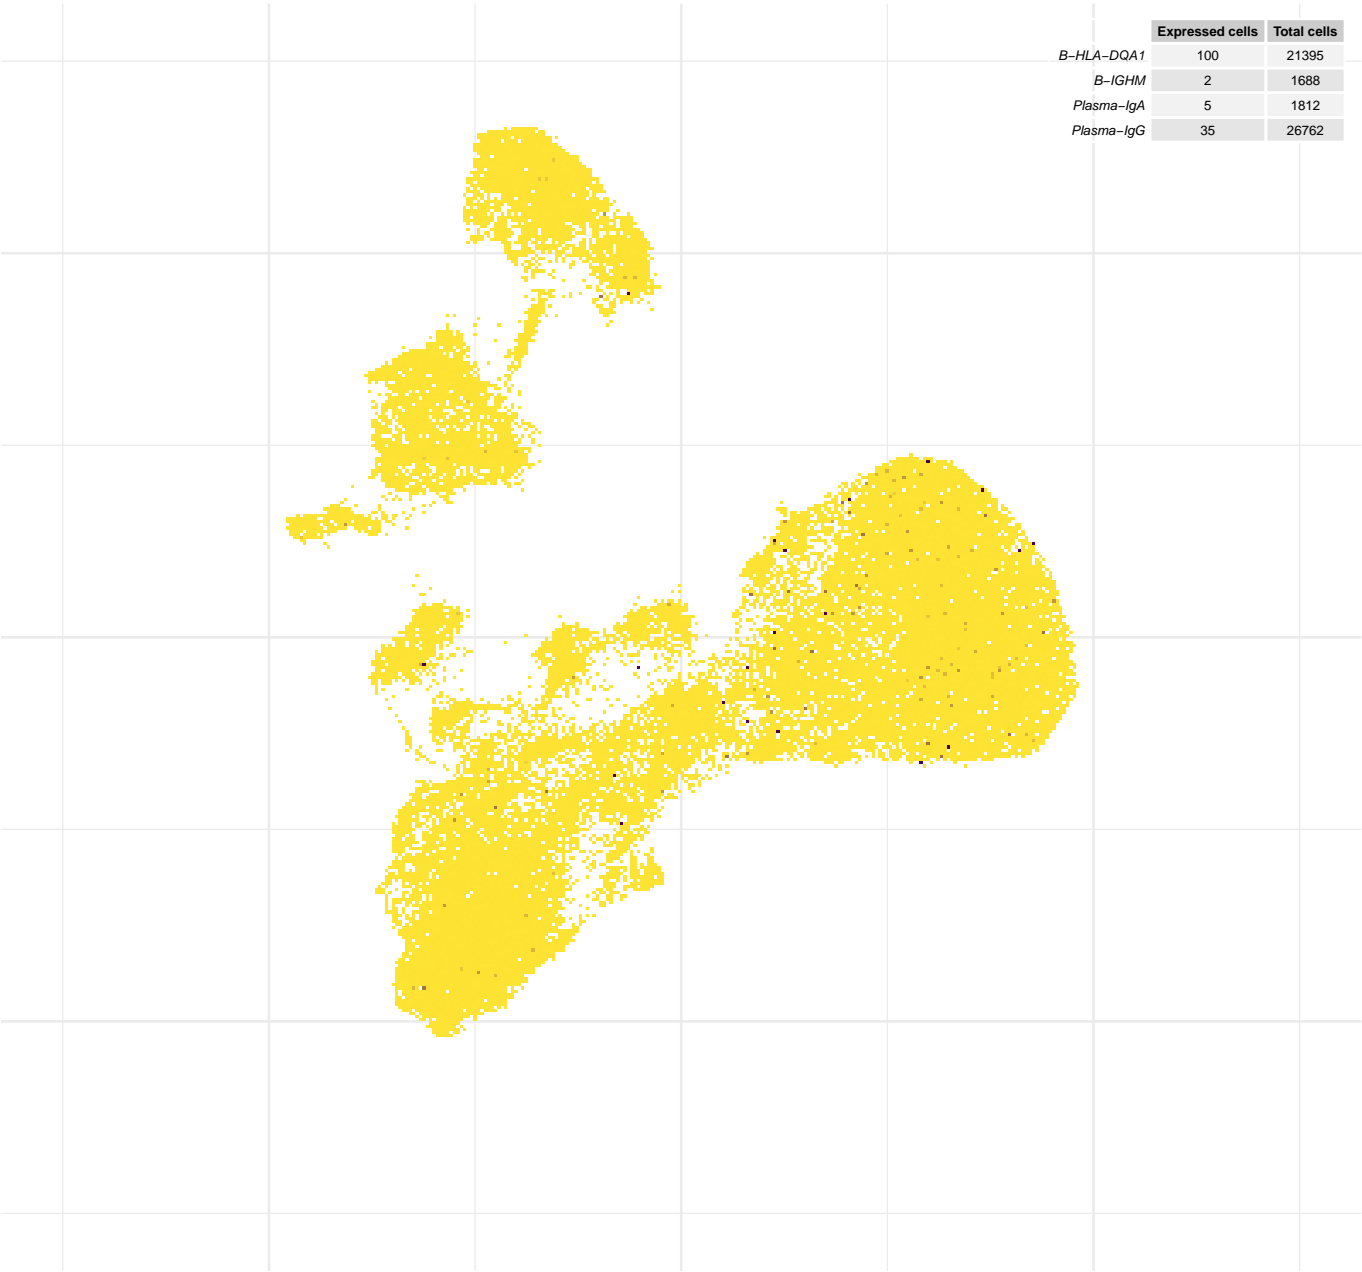 Expressed cells Total cells
B−HLA−DQA1 100 21395
B−IGHM 2 1688
Plasma−IgA 5 1812
Plasma−IgG 35 26762